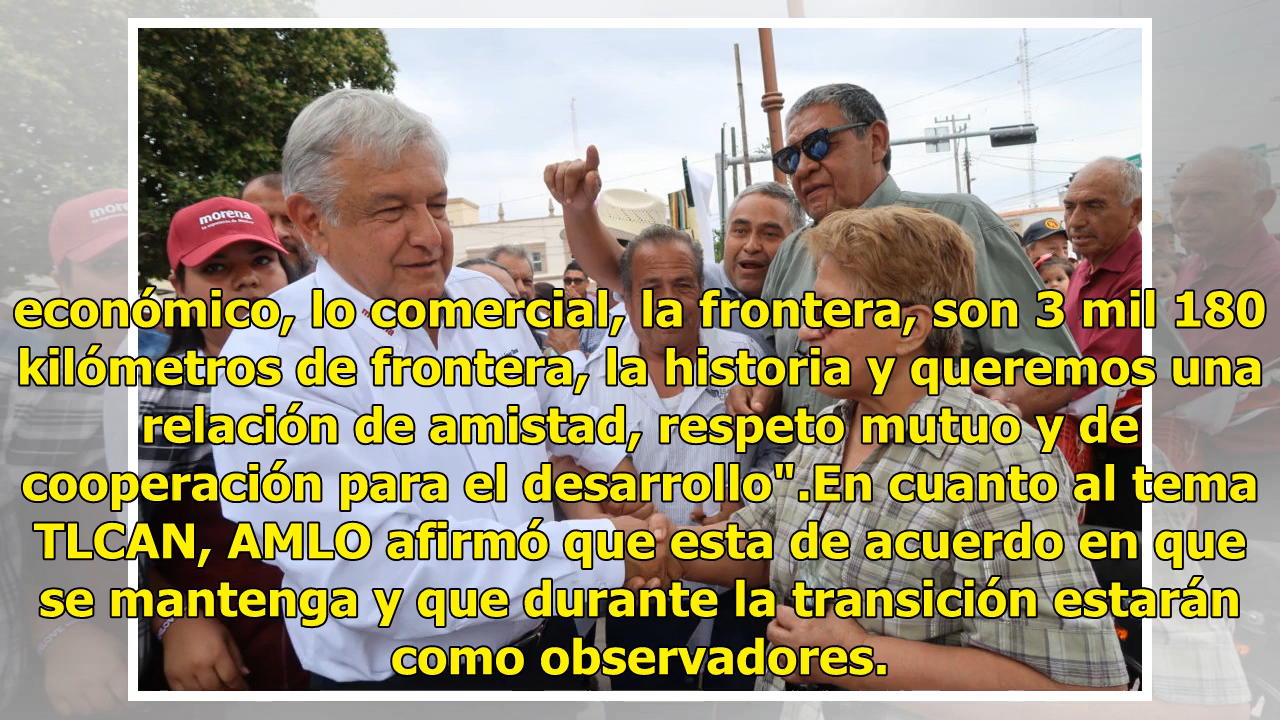 morena
económico, lo comercial, la frontera, son 3 mil 180
kilómetros de frontera, la historia y queremos una
relación de amistad, respeto mutuo y de
cooperación para el desarrollo".En cuanto al tema
TLCAN, AMLO afirmó que esta de acuerdo en que
se mantenga y que durante la transición estarán
como observadores.